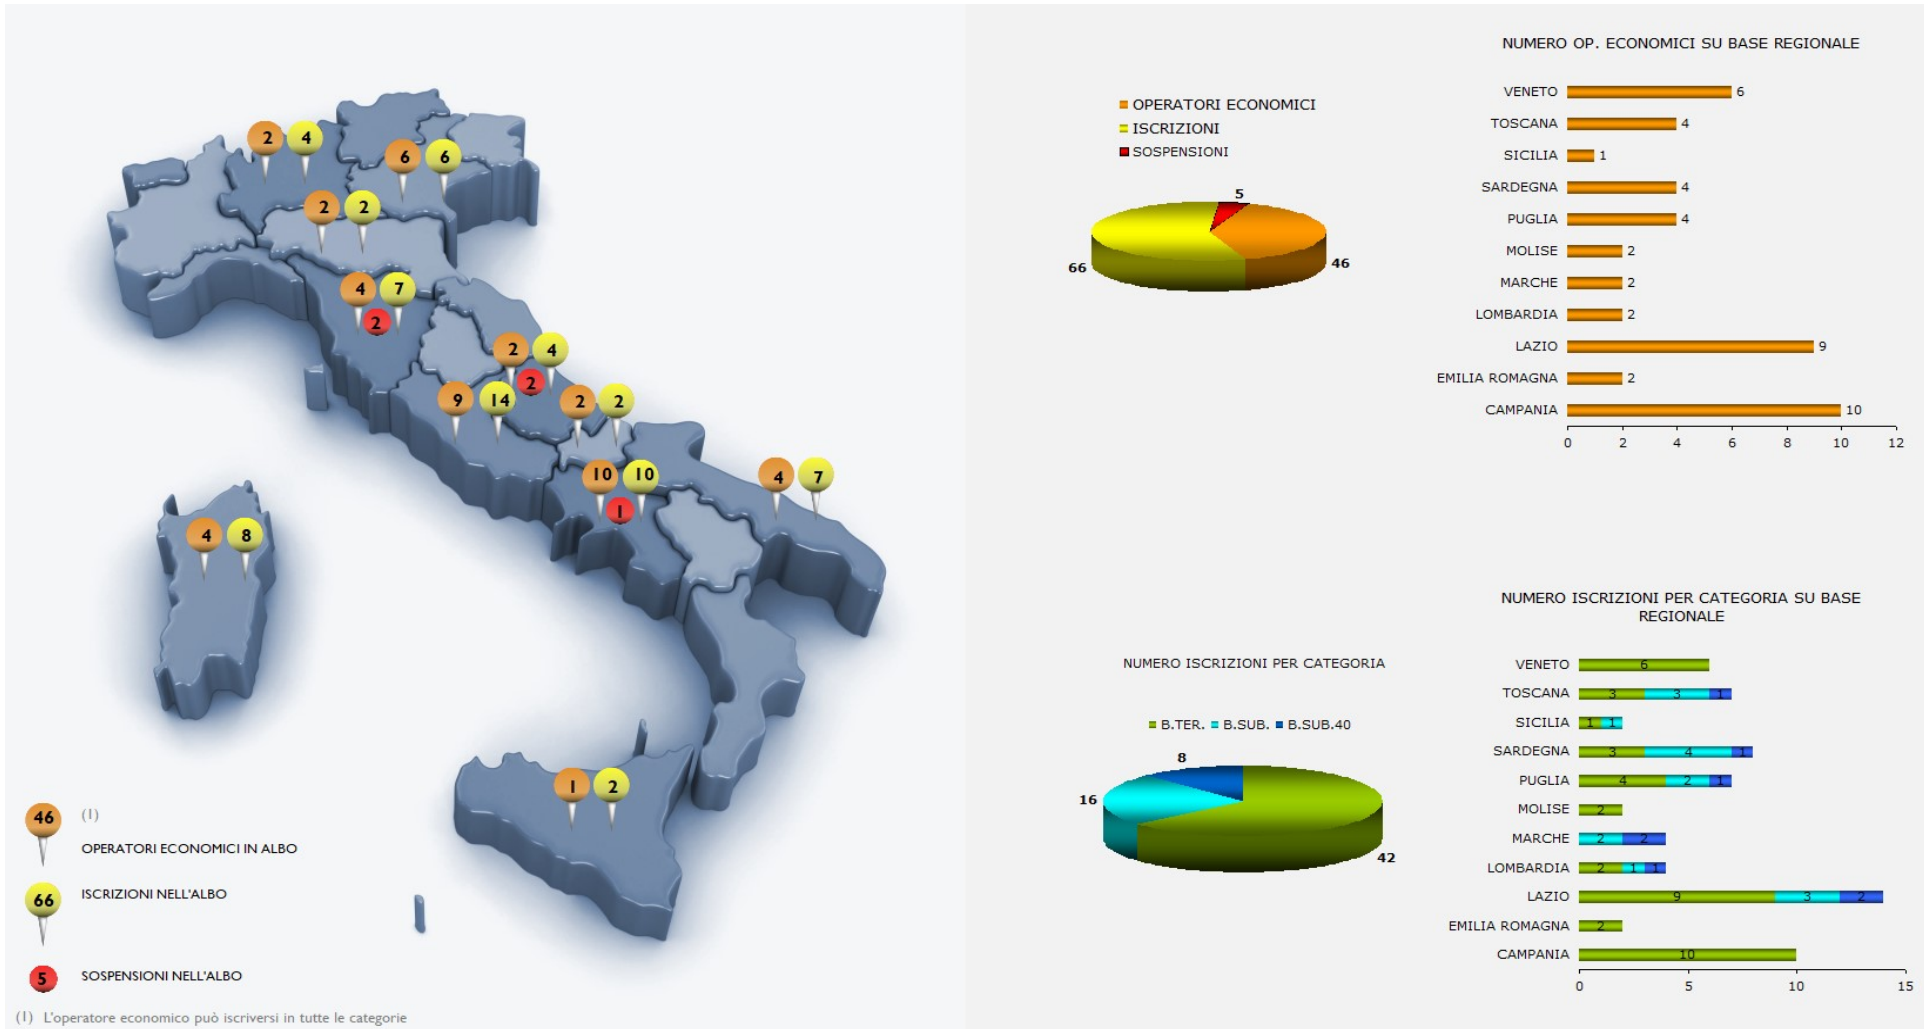 2
4
6
6
2
2
4
7
2
2
4
2
9
14
2
2
10
10
1
4
7
4
8
1
2
46
(1)
OPERATORI ECONOMICI IN ALBO
66
ISCRIZIONI NELL'ALBO
5
SOSPENSIONI NELL'ALBO
(1) L'operatore economico può iscriversi in tutte le categorie
OPERATORI ECONOMICI
ISCRIZIONI
SOSPENSIONI
5
66
46
NUMERO OP. ECONOMICI SU BASE REGIONALE
VENETO 6
TOSCANA 4
SICILIA 1
SARDEGNA 4
PUGLIA 4
MOLISE 2
MARCHE 2
LOMBARDIA 2
LAZIO 9
EMILIA ROMAGNA 2
CAMPANIA 10
0 2 4 6 8 10 12
NUMERO ISCRIZIONI PER CATEGORIA
B.TER. B.SUB. B.SUB.40
8
16
42
NUMERO ISCRIZIONI PER CATEGORIA SU BASE
REGIONALE
VENETO 6
TOSCANA 3 3 1
SICILIA 1 1
SARDEGNA 3 4 1
PUGLIA 4 2 1
MOLISE 2
MARCHE 2 2
LOMBARDIA 2 1 1
LAZIO 9 3 2
EMILIA ROMAGNA 2
CAMPANIA 10
0 5 10 15